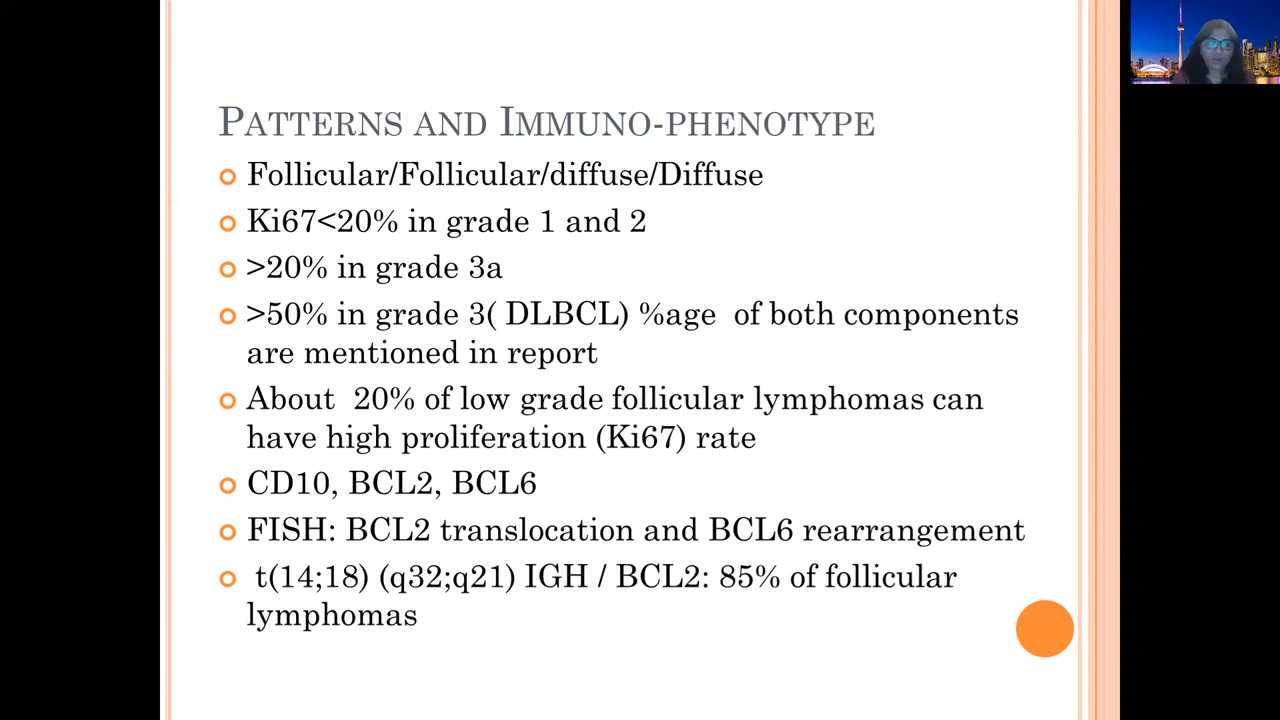 PATTERNS AND IMMUNO-PHENOTYPE
Follicular/Follicular/diffuse/Diffuse
Ki67<20% in grade 1 and 2
>20% in grade 3a
>50% in grade 3( DLBCL) %age of both components
are mentioned in report
About 20% of low grade follicular lymphomas can
have high proliferation (Ki67) rate
CD10, BCL2, BCL6
FISH: BCL2 translocation and BCL6 rearrangement
t(14;18) (q32;q21) IGH / BCL2: 85% of follicular
lymphomas